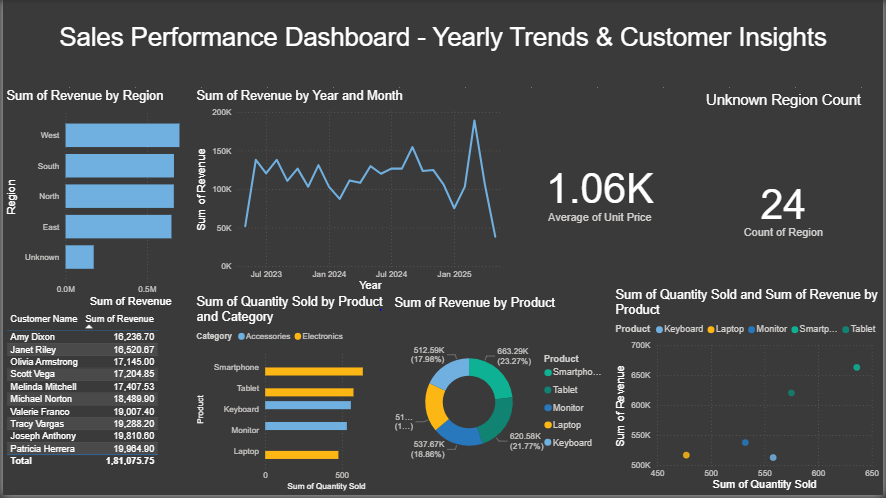 Sales Performance Dashboard - Yearly Trends & Customer Insights
Sum of Revenue by Region
Region
West
South
North
East
Unknown
0.0M 0.5M
Sum of Revenue
Sum of Revenue by Year and Month
Sum of Revenue
200K
150K
100K
50K
0K
Jul 2023 Jan 2024 Jul 2024 Jan 2025
Year
1.06K
Average of Unit Price
Unknown Region Count
24
Count of Region
Customer Name Sum of Revenue
Amy Dixon 16,236.70
Janet Riley 16,520.67
Olivia Armstrong 17,145.00
Scott Vega 17,204.85
Melinda Mitchell 17,407.53
Michael Norton 18,489.90
Valerie Franco 19,007.40
Tracy Vargas 19,288.20
Joseph Anthony 19,810.60
Patricia Herrera 19,964.90
Total 1,81,075.75
Sum of Quantity Sold by Product
and Category
Category Accessories Electronics
Product
Smartphone
Tablet
Keyboard
Monitor
Laptop
0 500
Sum of Quantity Sold
Sum of Revenue by Product
512.59K
(17.98%)
663.29K
(23.27%)
51...
(1...)
537.67K
(18.86%)
620.58K
(21.77%)
Product
Smartpho...
Tablet
Monitor
Laptop
Keyboard
Sum of Quantity Sold and Sum of Revenue by
Product
Product Keyboard Laptop Monitor Smartp... Tablet
Sum of Revenue
700K
650K
600K
550K
500K
450 500 550 600 650
Sum of Quantity Sold